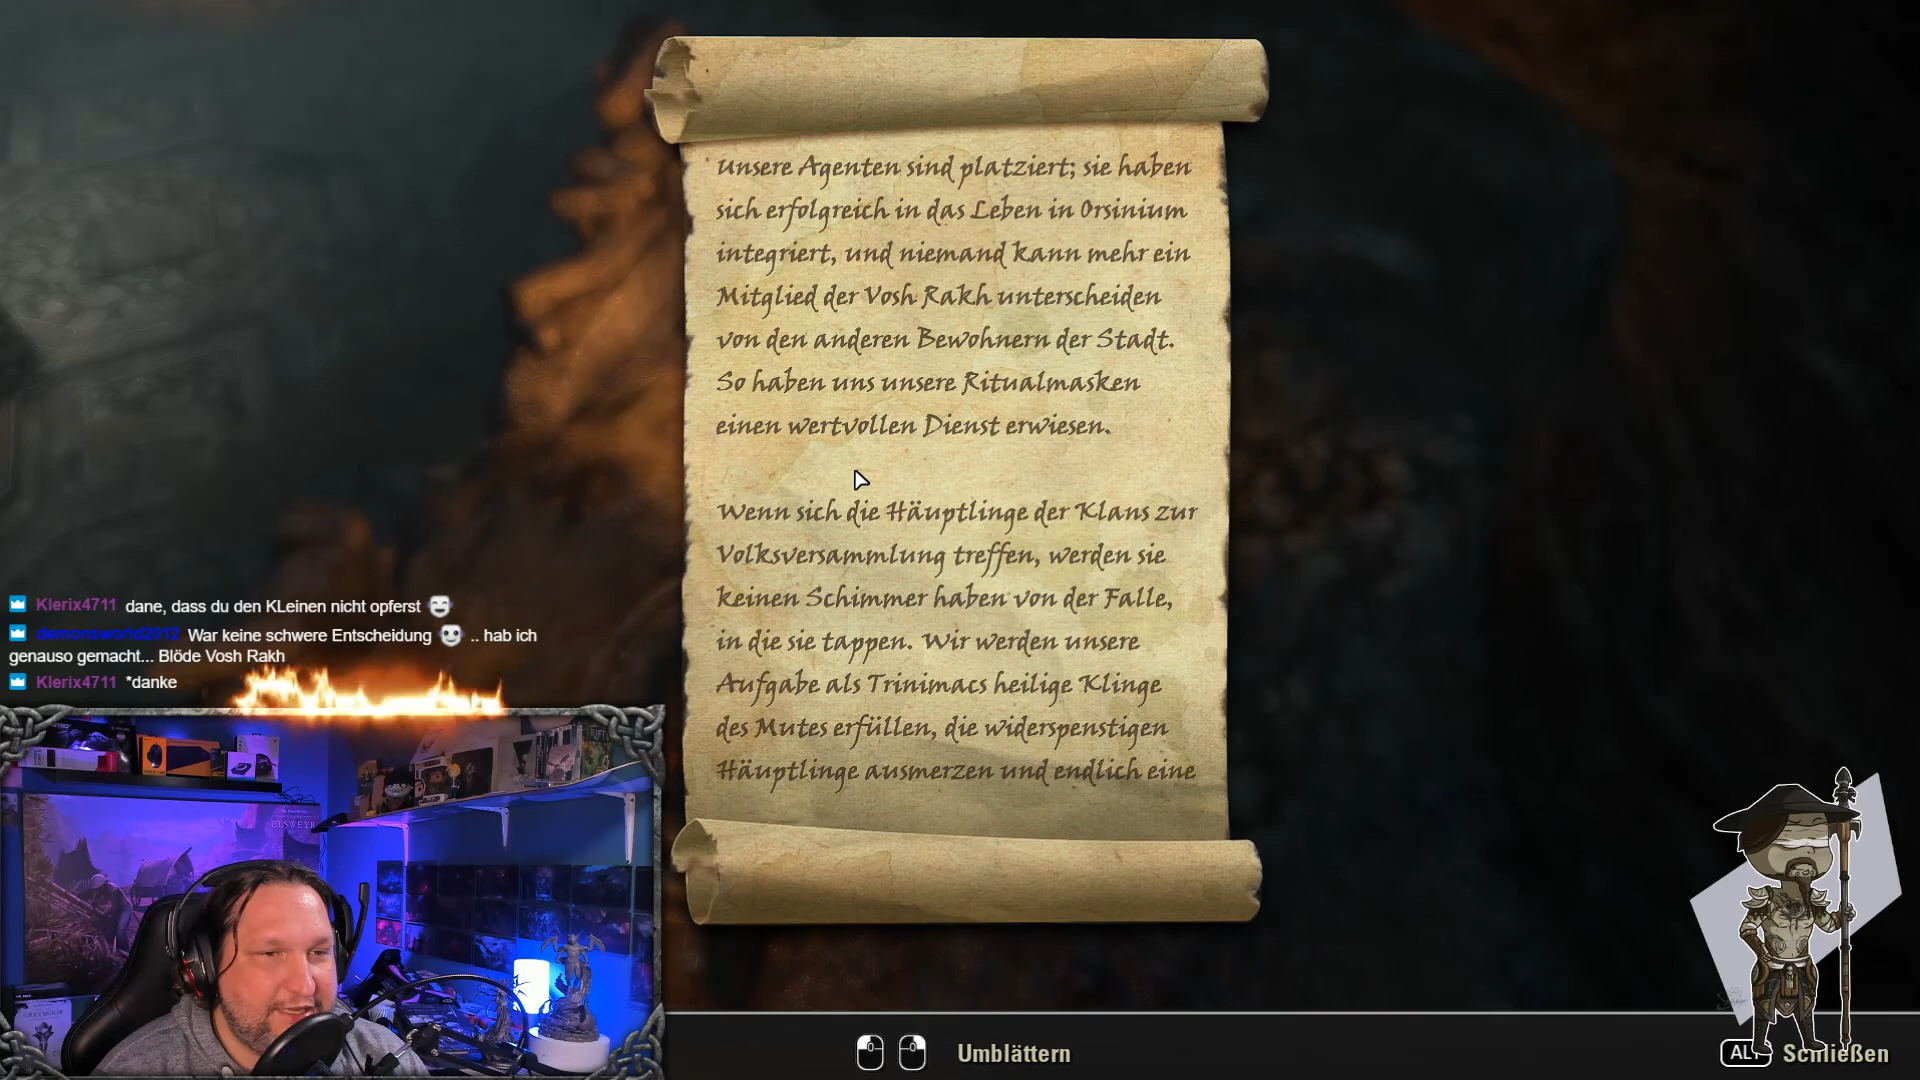 Unsere Agenten sind platziert; sie haben
sich erfolgreich in das Leben in Orsinium
integriert, und niemand kann mehr ein
Mitglied der Vosh Rakh unterscheiden
von den anderen Bewohnern der Stadt.
So haben uns unsere Ritualmasken
einen wertvollen Dienst erwiesen.
Wenn sich die Häuptlinge der Klans zur
Volksversammlung treffen, werden sie
keinen Schimmer haben von der Falle,
in die sie tappen. Wir werden unsere
Aufgabe als Trinimacs heilige Klinge
des Mutes erfüllen, die widerspenstigen
Häuptlinge ausmerzen und endlich eine
Klerix4711 dane, dass du den KLeinen nicht opferst
demonsworld2012 War keine schwere Entscheidung .. hab ich
genauso gemacht... Blöde Vosh Rakh
Klerix4711 *danke
ELSWEYR
GREYMOOR
Umblättern
ALT Schließen